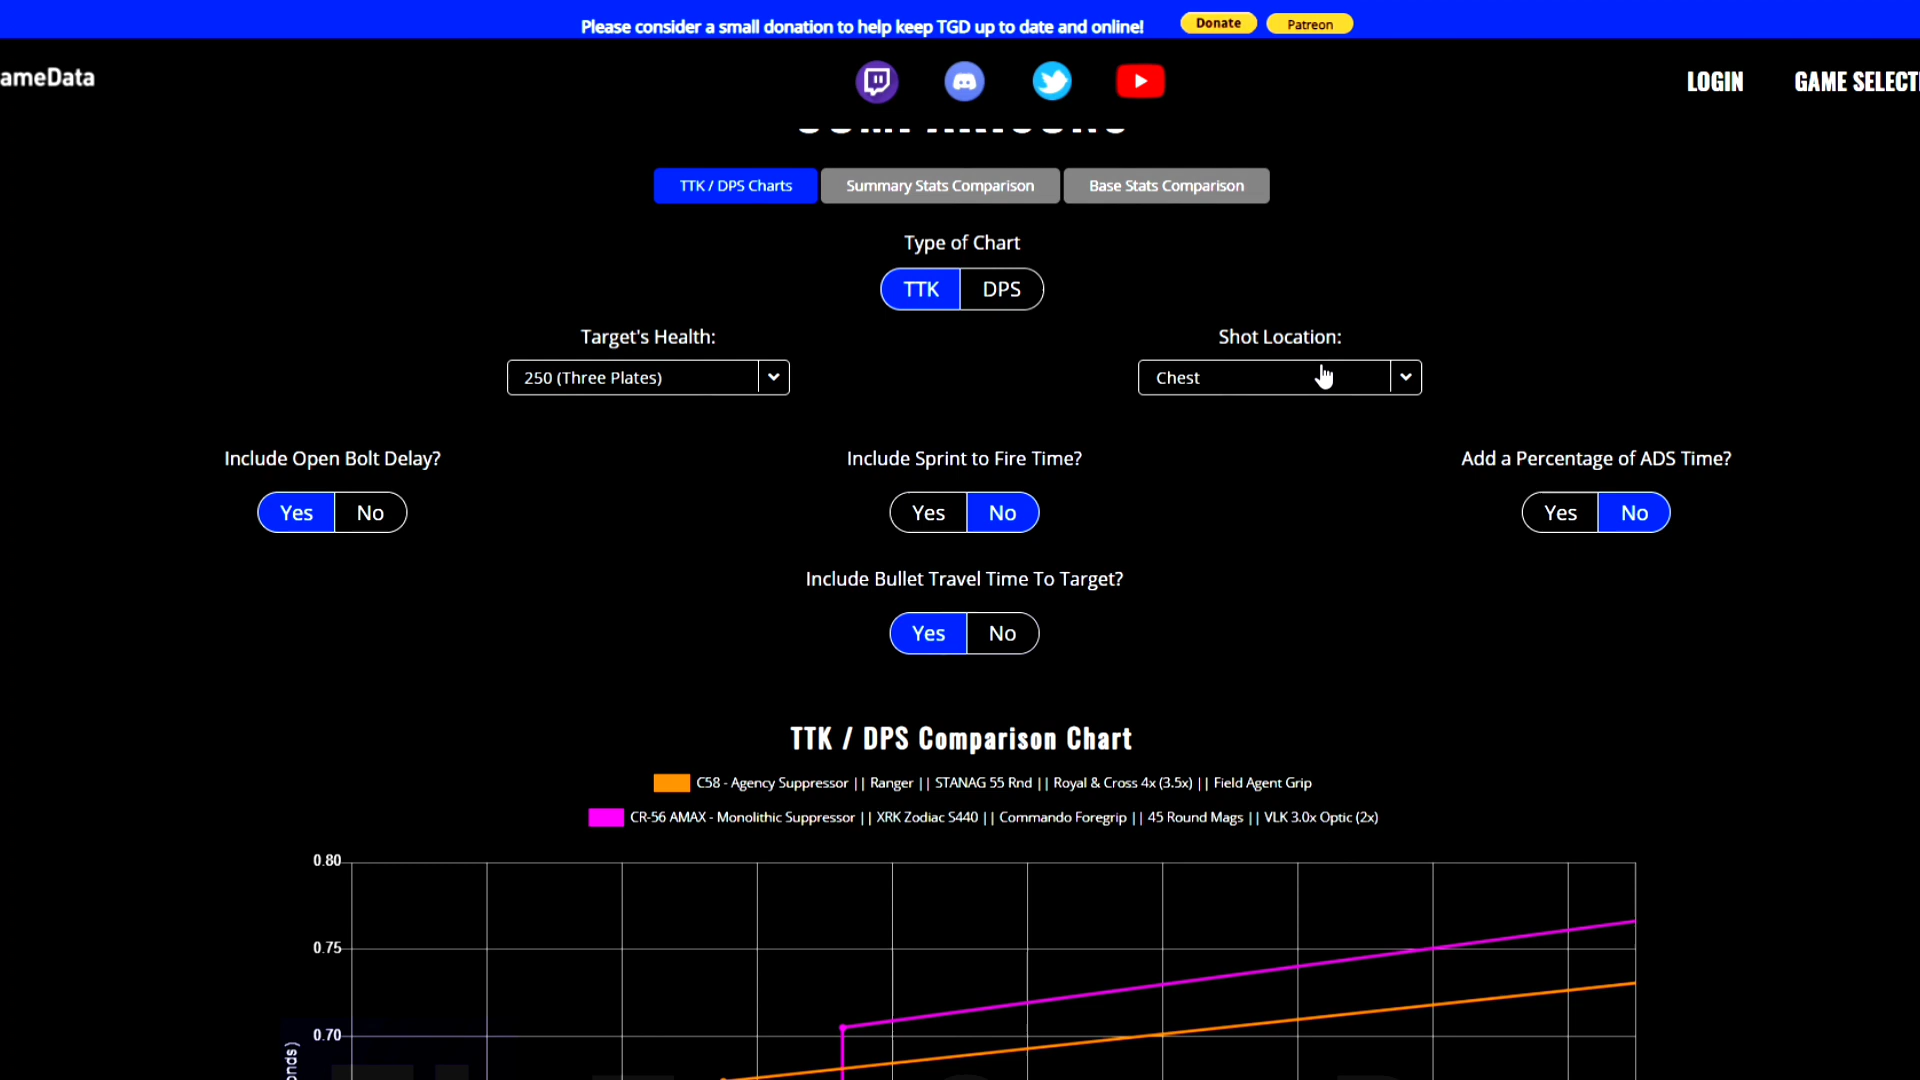 Please consider a small donation to help keep TGD up to date and online!
Donate
Patreon
ameData
LOGIN
GAME SELECTI
TTK / DPS Charts
Summary Stats Comparison
Base Stats Comparison
Type of Chart
TTK
DPS
Target's Health:
Shot Location:
250 (Three Plates)
Chest
Include Open Bolt Delay?
Include Sprint to Fire Time?
Add a Percentage of ADS Time?
Yes
No
Yes
No
Yes
No
Include Bullet Travel Time To Target?
Yes
No
TTK / DPS Comparison Chart
C58 - Agency Suppressor || Ranger || STANAG 55 Rnd || Royal & Cross 4x (3.5x) || Field Agent Grip
CR-56 AMAX - Monolithic Suppressor || XRK Zodiac S440 || Commando Foregrip || 45 Round Mags || VLK 3.0x Optic (2x)
0.80
0.75
0.70
onds)